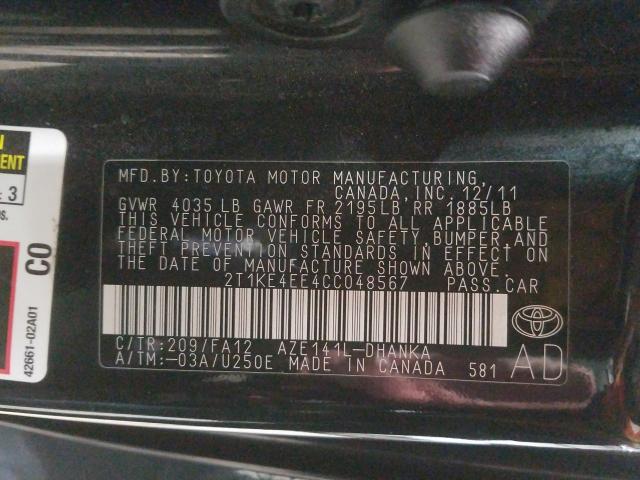 MFD.BY:TOYOTA MOTOR MANUFACTURING,
CANADA,INC. 12/11
GVWR 4035 LB GAWR FR 2195LB RR 1885LB
THIS VEHICLE CONFORMS TO ALL APPLICABLE
FEDERAL MOTOR VEHICLE SAFETY,BUMPER,AND
THEFT PREVENTION STANDARDS IN EFFECT ON
THE DATE OF MANUFACTURE SHOWN ABOVE.
2T1KE4EE4CC048567 PASS.CAR
C/TR:209/FA12 AZE141L-DHANKA
A/TM:-03A/U250E MADE IN CANADA 581
AD
3
CO
42661-02A01